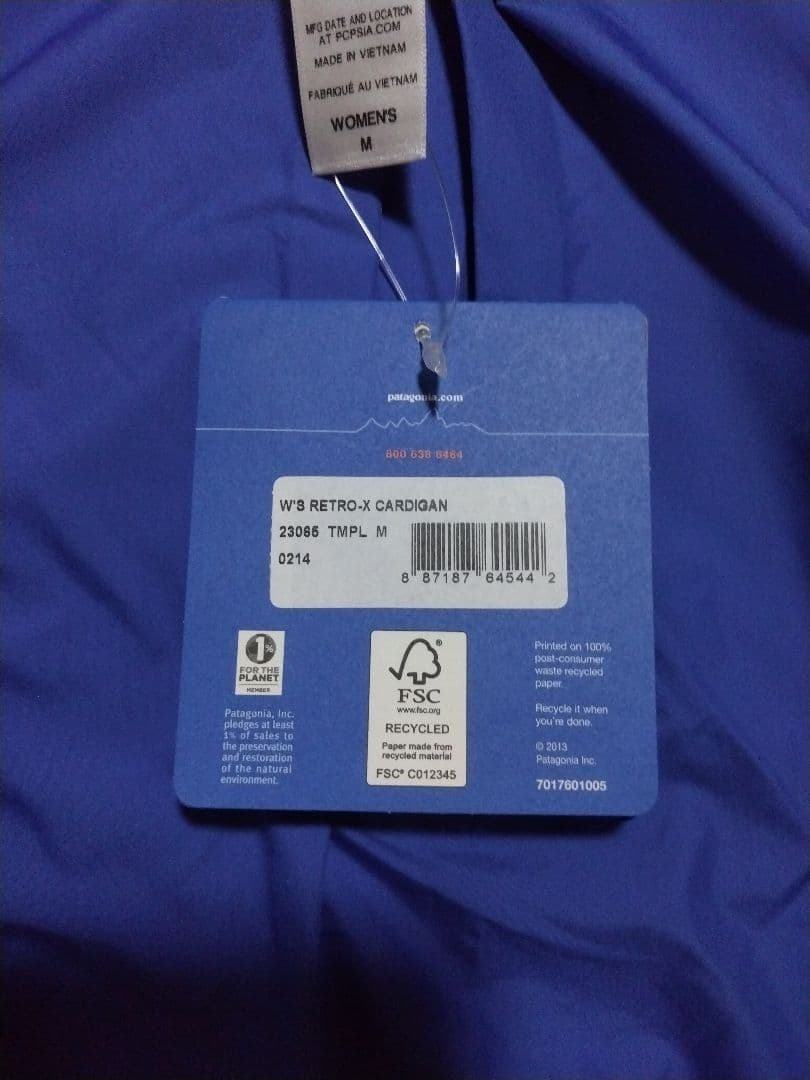 MFG DATE AND LOCATION
AT PCPSIA.COM
MADE IN VIETNAM
FABRIQUÉ AU VIETNAM
WOMEN'S
M
patagonia.com
800 638 6464
W'S RETRO-X CARDIGAN
23065 TMPL M
0214
8 87187 64544 2
1%
FOR THE
PLANET
MEMBER
Patagonia, Inc.
pledges at least
1% of sales to
the preservation
and restoration
of the natural
environment.
®
FSC
www.fsc.org
RECYCLED
Paper made from
recycled material
FSC® C012345
Printed on 100%
post-consumer
waste recycled
paper.
Recycle it when
you're done.
© 2013
Patagonia Inc.
7017601005